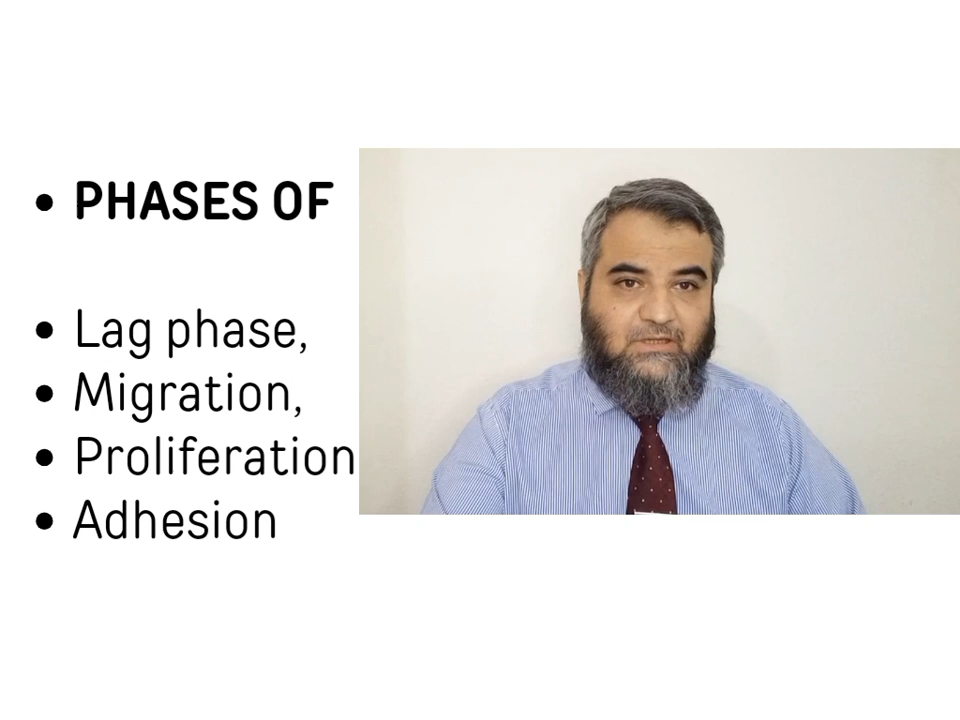 • PHASES OF
• Lag phase,
• Migration,
• Proliferation
• Adhesion